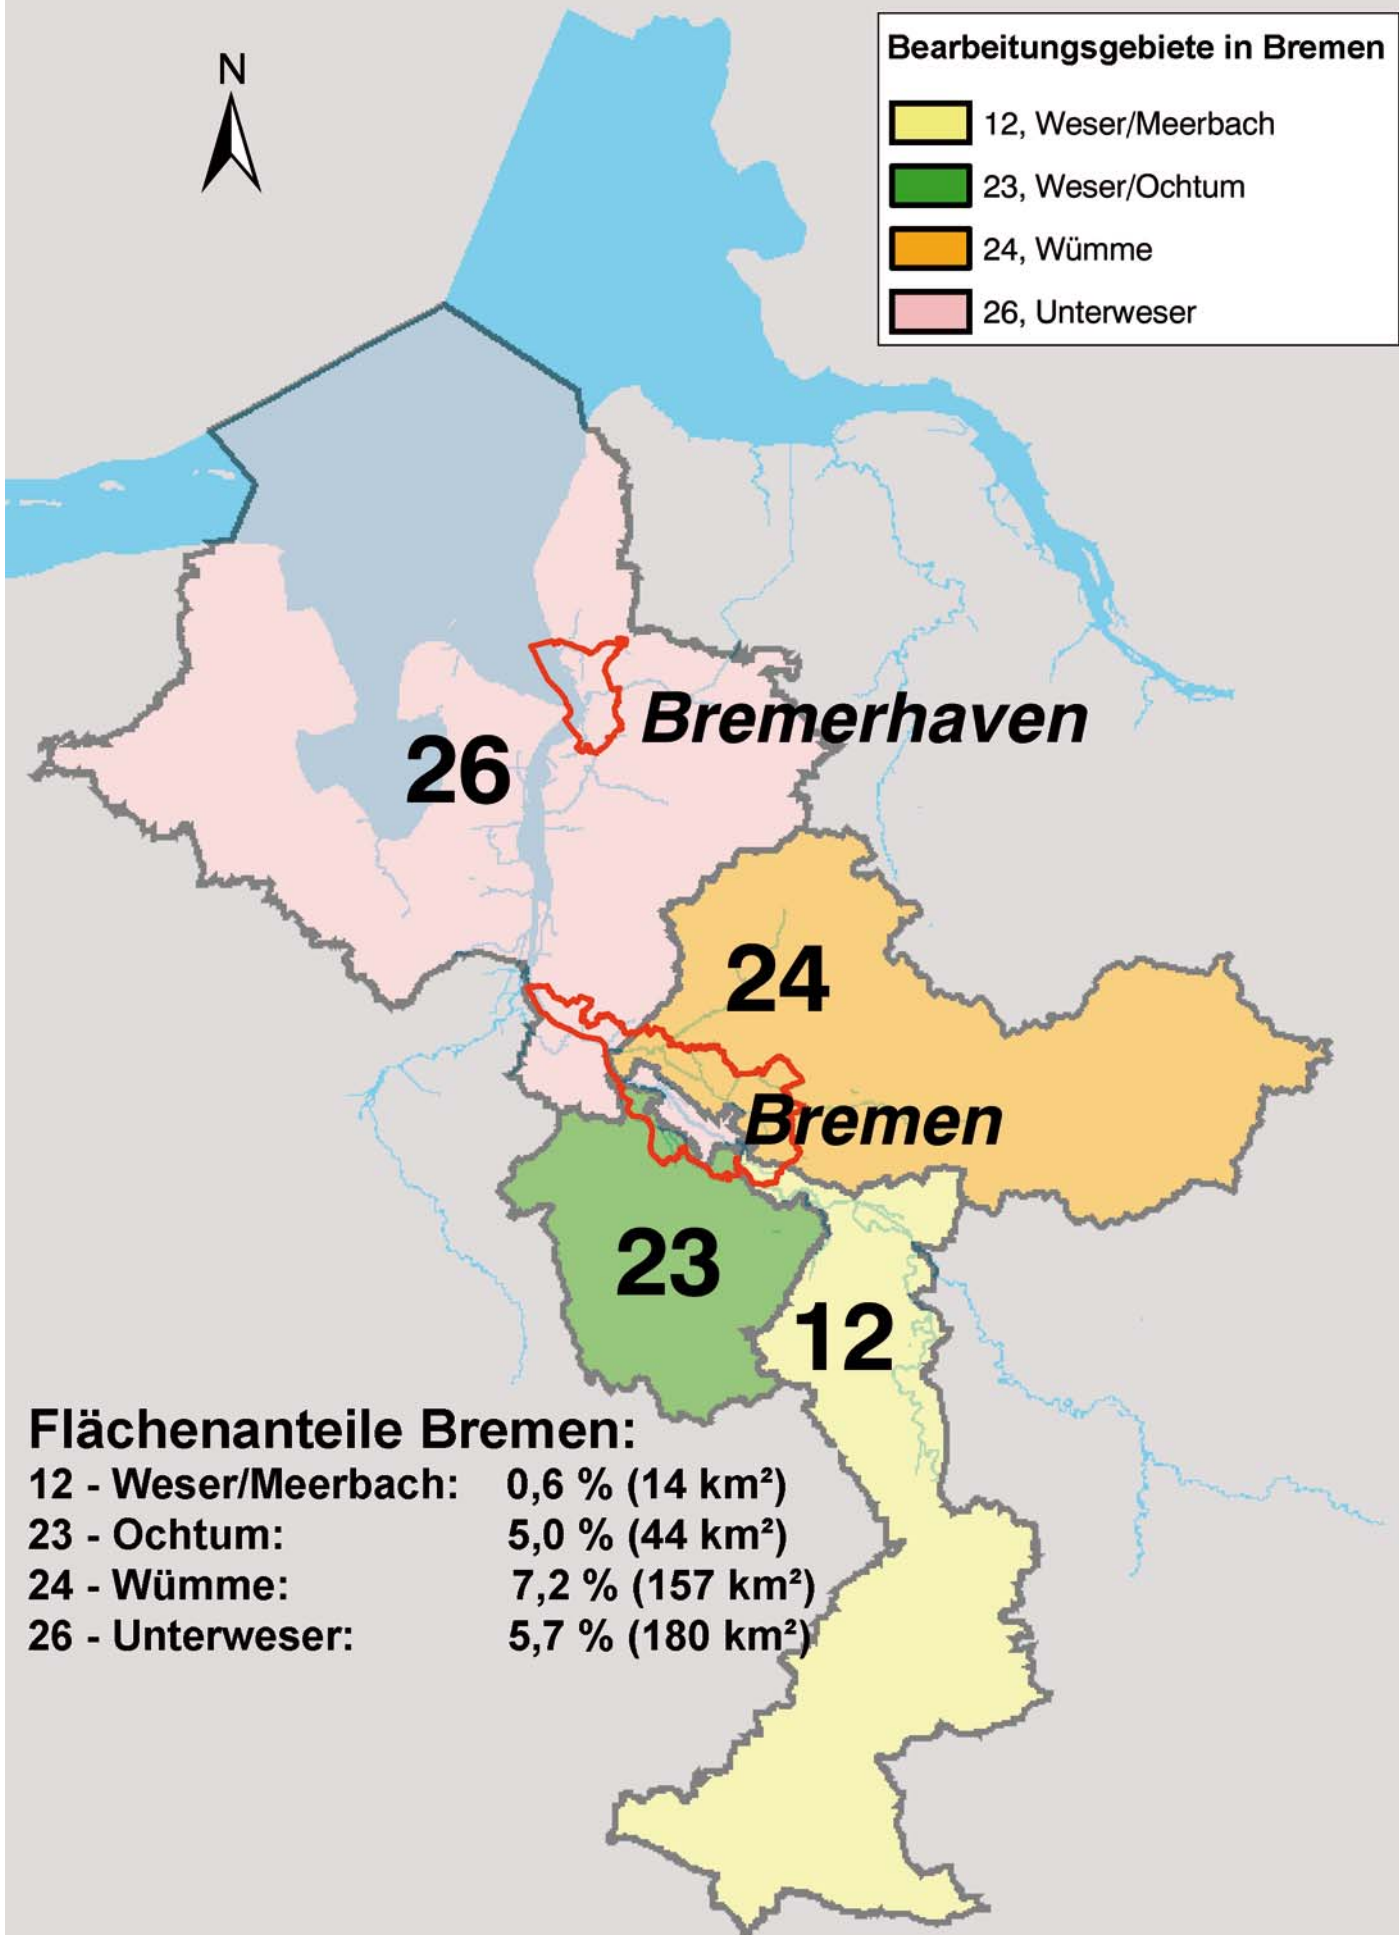 N
Bearbeitungsgebiete in Bremen
12, Weser/Meerbach
23, Weser/Ochtum
24, Wümme
26, Unterweser
Bremerhaven
26
24
Bremen
23
12
Flächenanteile Bremen:
12 - Weser/Meerbach: 0,6 % (14 km²)
23 - Ochtum: 5,0 % (44 km²)
24 - Wümme: 7,2 % (157 km²)
26 - Unterweser: 5,7 % (180 km²)